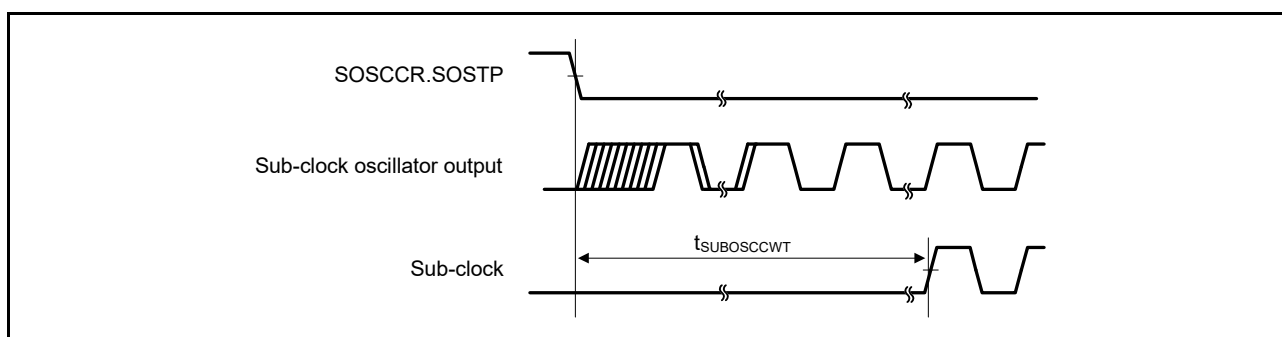 SOSCCR.SOSTP
Sub-clock oscillator output
tSUBOSCCWT
Sub-clock